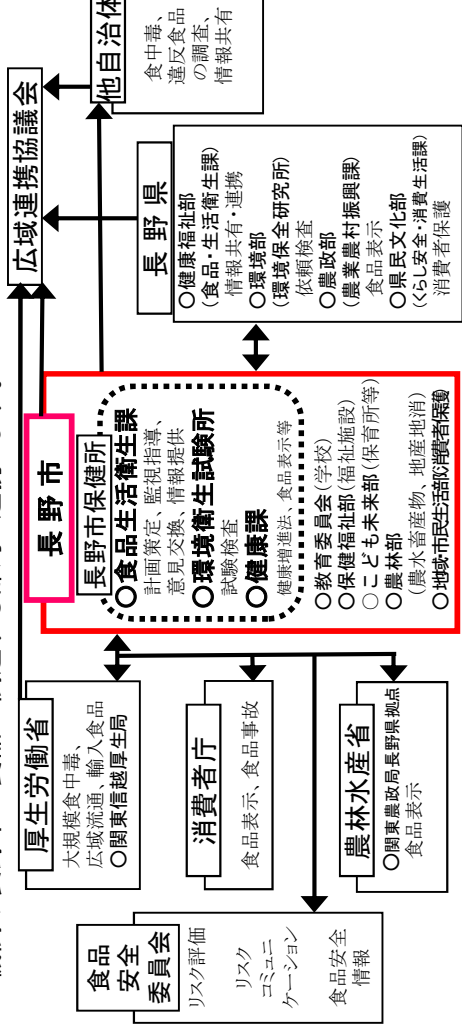 広域連携協議会
他自治体
食中毒、
違反食品
の調査、
情報共有
長野県
○健康福祉部
(食品・生活衛生課)
情報共有・連携
○環境部
(環境保全研究所)
依頼検査
○農政部
(農業農村振興課)
食品表示
○県民文化部
(くらし安全・消費生活課)
消費者保護
長野市
長野市保健所
○食品生活衛生課
計画策定、監視指導、
意見交換、情報提供
○環境衛生試験所
試験検査
○健康課
健康増進法、食品表示等
○教育委員会(学校)
○保健福祉部(福祉施設)
○こども未来部(保育所等)
○農林部
(農水畜産物、地産地消)
○地域・市民生活部(消費者保護)
厚生労働省
大規模食中毒、
広域流通、輸入食品
○関東信越厚生局
消費者庁
食品表示、食品事故
農林水産省
○関東農政局長野県拠点
食品表示
食品
安全
委員会
リスク評価
リスク
コミュニ
ケーション
食品安全
情報